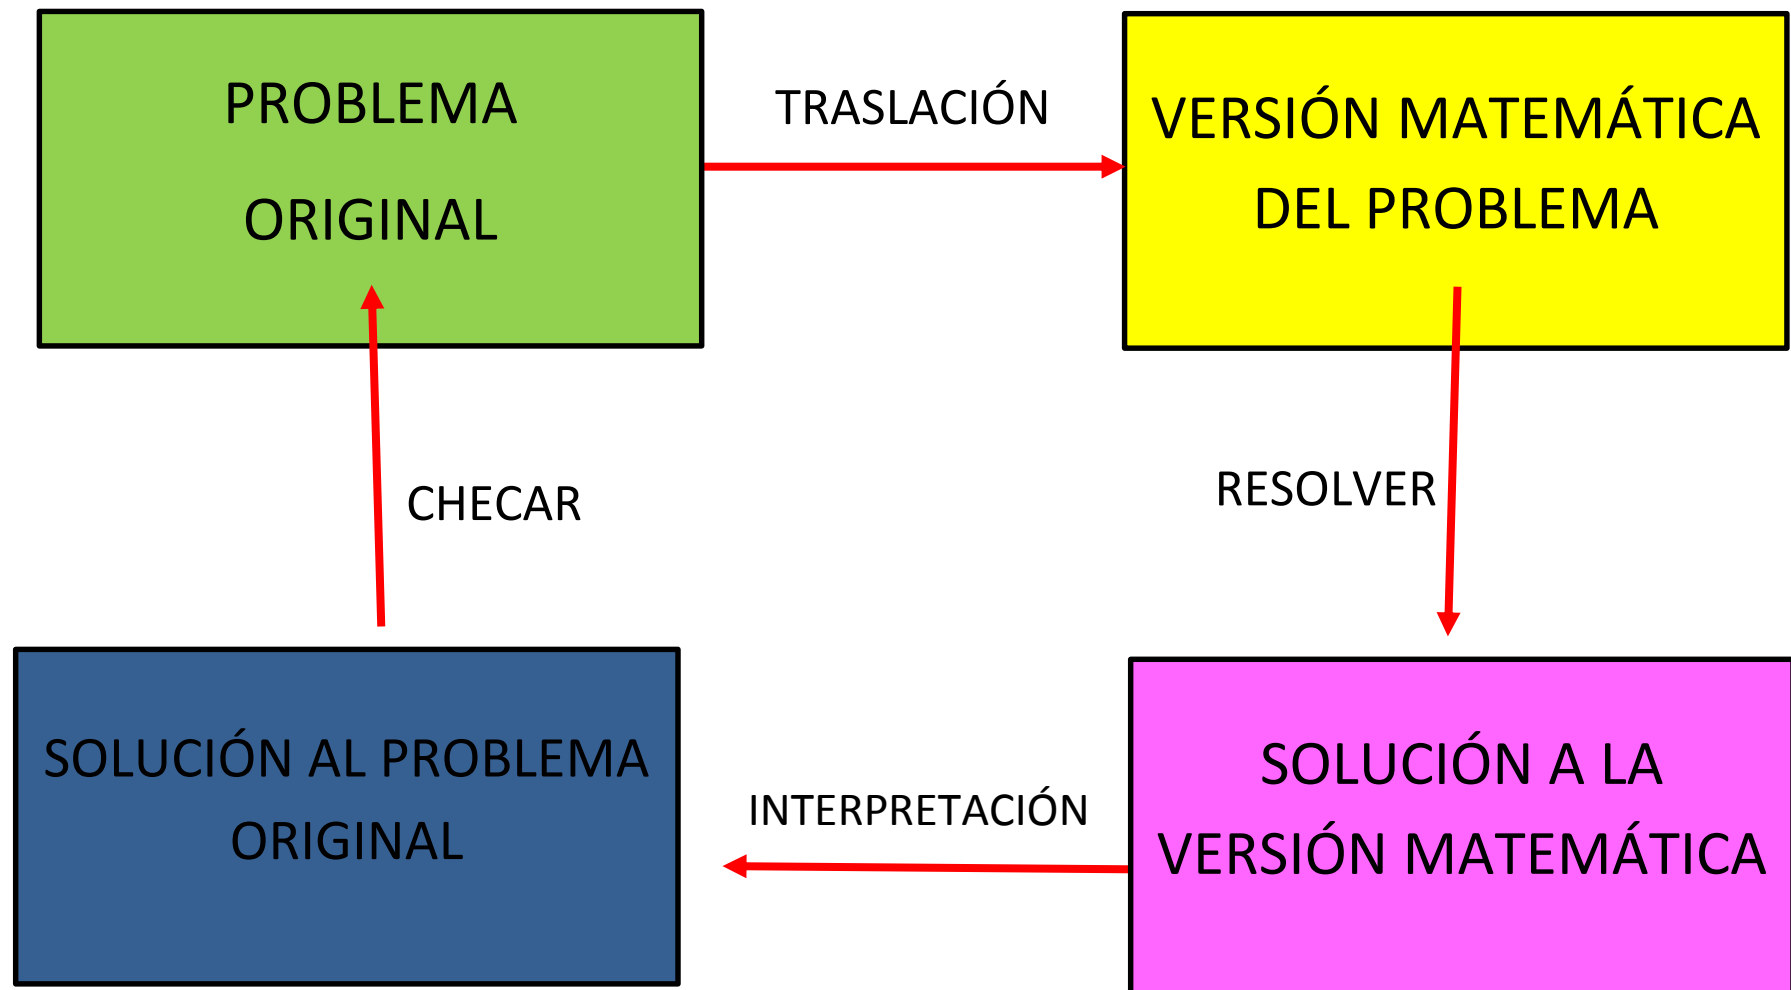 PROBLEMA
ORIGINAL
TRASLACIÓN
VERSIÓN MATEMÁTICA
DEL PROBLEMA
CHECAR
RESOLVER
SOLUCIÓN AL PROBLEMA
ORIGINAL
INTERPRETACIÓN
SOLUCIÓN A LA
VERSIÓN MATEMÁTICA